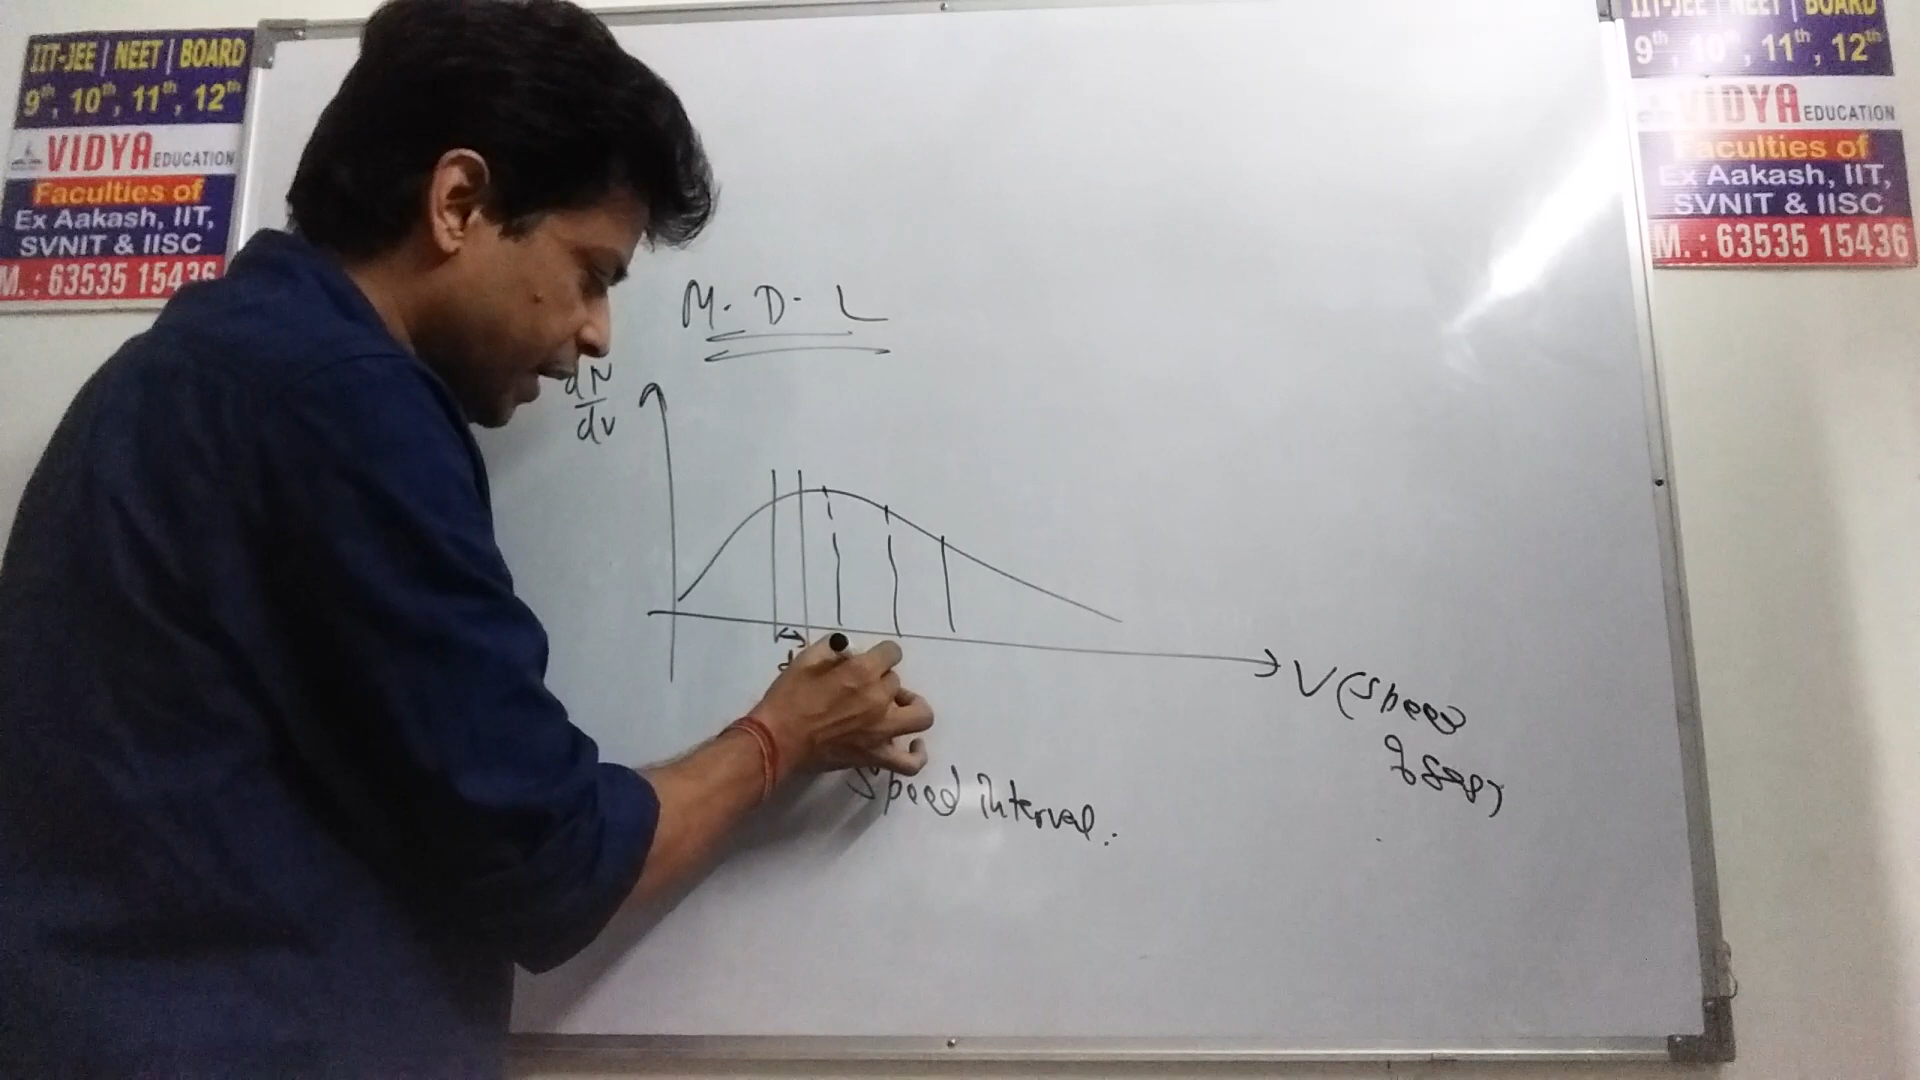 IIT-JEE | NEET | BOARD
9th, 10th, 11th, 12th
VIDYA EDUCATION
Faculties of
Ex Aakash, IIT,
SVNIT & IISC
M. : 63535 15436
IIT-JEE | NEET | BOARD
9th, 10th, 11th, 12th
VIDYA EDUCATION
Faculties of
Ex Aakash, IIT,
SVNIT & IISC
M. : 63535 15436
M. D. L
dN
dv
V (speed
Speed interval.